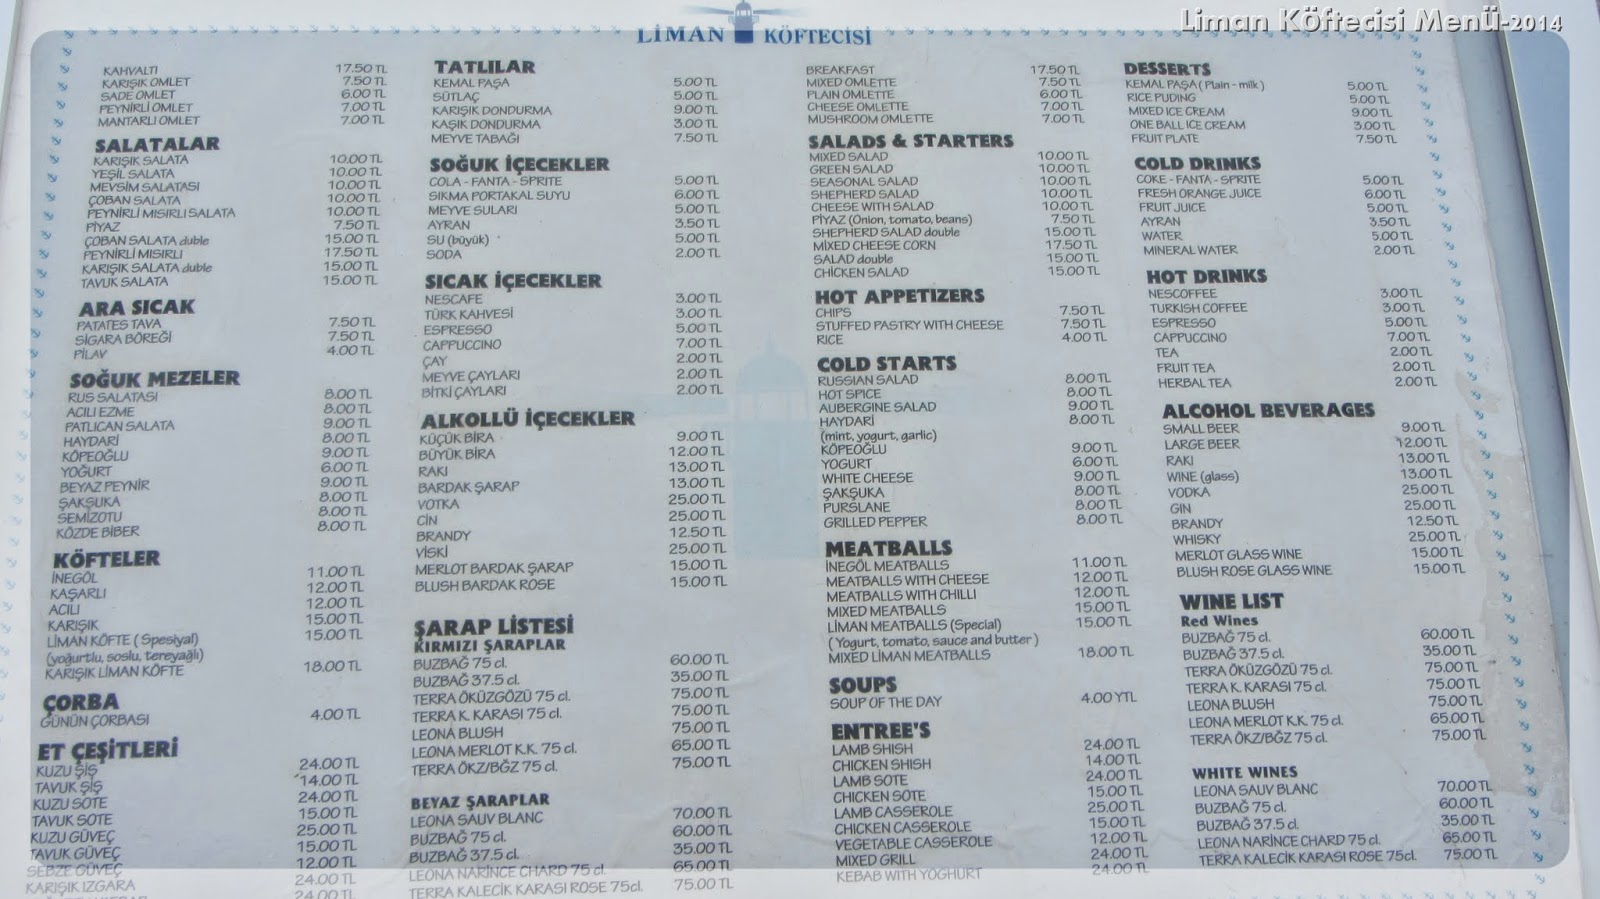 Liman Köftecisi Menü-2014
LİMAN KÖFTECİSİ
KAHVALTI 17.50 TL
KARIŞIK OMLET 7.50 TL
SADE OMLET 6.00 TL
PEYNİRLİ OMLET 7.00 TL
MANTARLI OMLET 7.00 TL
SALATALAR
KARIŞIK SALATA 10.00 TL
YEŞİL SALATA 10.00 TL
MEVSİM SALATASI 10.00 TL
ÇOBAN SALATA 10.00 TL
PEYNİRLİ MISIRLI SALATA 10.00 TL
PİYAZ 7.50 TL
ÇOBAN SALATA duble 15.00 TL
PEYNİRLİ MISIRLI 17.50 TL
KARIŞIK SALATA duble 15.00 TL
TAVUK SALATA 15.00 TL
ARA SICAK
PATATES TAVA 7.50 TL
SİGARA BÖREĞİ 7.50 TL
PİLAV 4.00 TL
SOĞUK MEZELER
RUS SALATASI 8.00 TL
ACILI EZME 8.00 TL
PATLICAN SALATA 9.00 TL
HAYDARİ 8.00 TL
KÖPEOĞLU 9.00 TL
YOĞURT 6.00 TL
BEYAZ PEYNİR 9.00 TL
ŞAKŞUKA 8.00 TL
SEMİZOTU 8.00 TL
KÖZDE BİBER 8.00 TL
KÖFTELER
İNEGÖL 11.00 TL
KAŞARLI 12.00 TL
ACILI 12.00 TL
KARIŞIK 15.00 TL
LİMAN KÖFTE ( Spesiyal) 15.00 TL
(yoğurtlu, soslu, tereyağlı)
KARIŞIK LİMAN KÖFTE 18.00 TL
ÇORBA
GÜNÜN ÇORBASI 4.00 TL
ET ÇEŞİTLERİ
KUZU ŞİŞ 24.00 TL
TAVUK ŞİŞ 14.00 TL
KUZU SOTE 24.00 TL
TAVUK SOTE 15.00 TL
KUZU GÜVEÇ 25.00 TL
TAVUK GÜVEÇ 15.00 TL
SEBZE GÜVEÇ 12.00 TL
KARIŞIK IZGARA 24.00 TL
24.00 TL
TATLILAR
KEMAL PAŞA 5.00 TL
SÜTLAÇ 5.00 TL
KARIŞIK DONDURMA 9.00 TL
KAŞIK DONDURMA 3.00 TL
MEYVE TABAĞI 7.50 TL
SOĞUK İÇECEKLER
COLA - FANTA - SPRITE 5.00 TL
SIKMA PORTAKAL SUYU 6.00 TL
MEYVE SULARI 5.00 TL
AYRAN 3.50 TL
SU (büyük) 5.00 TL
SODA 2.00 TL
SICAK İÇECEKLER
NESCAFE 3.00 TL
TÜRK KAHVESİ 3.00 TL
ESPRESSO 5.00 TL
CAPPUCCINO 7.00 TL
ÇAY 2.00 TL
MEYVE ÇAYLARI 2.00 TL
BİTKİ ÇAYLARI 2.00 TL
ALKOLLÜ İÇECEKLER
KÜÇÜK BİRA 9.00 TL
BÜYÜK BİRA 12.00 TL
RAKI 13.00 TL
BARDAK ŞARAP 13.00 TL
VOTKA 25.00 TL
CİN 25.00 TL
BRANDY 12.50 TL
VİSKİ 25.00 TL
MERLOT BARDAK ŞARAP 15.00 TL
BLUSH BARDAK ROSE 15.00 TL
ŞARAP LİSTESİ
KIRMIZI ŞARAPLAR
BUZBAĞ 75 cl. 60.00 TL
BUZBAĞ 37.5 cl. 35.00 TL
TERRA ÖKÜZGÖZÜ 75 cl. 75.00 TL
TERRA K. KARASI 75 cl. 75.00 TL
LEONA BLUSH 75.00 TL
LEONA MERLOT K.K. 75 cl. 65.00 TL
TERRA ÖKZ/BĞZ 75 cl. 75.00 TL
BEYAZ ŞARAPLAR
LEONA SAUV BLANC 70.00 TL
BUZBAĞ 75 cl. 60.00 TL
BUZBAĞ 37.5 cl. 35.00 TL
LEONA NARINCE CHARD 75 cl. 65.00 TL
TERRA KALECİK KARASI ROSE 75cl. 75.00 TL
BREAKFAST 17.50 TL
MIXED OMLETTE 7.50 TL
PLAIN OMLETTE 6.00 TL
CHEESE OMLETTE 7.00 TL
MUSHROOM OMLETTE 7.00 TL
SALADS & STARTERS
MIXED SALAD 10.00 TL
GREEN SALAD 10.00 TL
SEASONAL SALAD 10.00 TL
SHEPHERD SALAD 10.00 TL
CHEESE WITH SALAD 10.00 TL
PİYAZ (Onion, tomato, beans) 7.50 TL
SHEPHERD SALAD double 15.00 TL
MIXED CHEESE CORN 17.50 TL
SALAD double 15.00 TL
CHICKEN SALAD 15.00 TL
HOT APPETIZERS
CHIPS 7.50 TL
STUFFED PASTRY WITH CHEESE 7.50 TL
RICE 4.00 TL
COLD STARTS
RUSSIAN SALAD 8.00 TL
HOT SPICE 8.00 TL
AUBERGINE SALAD 9.00 TL
HAYDARİ 8.00 TL
(mint, yogurt, garlic)
KÖPEOĞLU 9.00 TL
YOGURT 6.00 TL
WHITE CHEESE 9.00 TL
ŞAKŞUKA 8.00 TL
PURSLANE 8.00 TL
GRILLED PEPPER 8.00 TL
MEATBALLS
İNEGÖL MEATBALLS 11.00 TL
MEATBALLS WITH CHEESE 12.00 TL
MEATBALLS WITH CHILLI 12.00 TL
MIXED MEATBALLS 15.00 TL
LİMAN MEATBALLS (Special) 15.00 TL
( Yogurt, tomato, sauce and butter )
MIXED LİMAN MEATBALLS 18.00 TL
SOUPS
SOUP OF THE DAY 4.00 YTL
ENTREE'S
LAMB SHISH 24.00 TL
CHICKEN SHISH 14.00 TL
LAMB SOTE 24.00 TL
CHICKEN SOTE 15.00 TL
LAMB CASSEROLE 25.00 TL
CHICKEN CASSEROLE 15.00 TL
VEGETABLE CASSEROLE 12.00 TL
MIXED GRILL 24.00 TL
KEBAB WITH YOGHURT 24.00 TL
DESSERTS
KEMAL PAŞA ( Plain - milk ) 5.00 TL
RICE PUDING 5.00 TL
MIXED ICE CREAM 9.00 TL
ONE BALL ICE CREAM 3.00 TL
FRUIT PLATE 7.50 TL
COLD DRINKS
COKE - FANTA - SPRITE 5.00 TL
FRESH ORANGE JUICE 6.00 TL
FRUIT JUICE 5.00 TL
AYRAN 3.50 TL
WATER 5.00 TL
MINERAL WATER 2.00 TL
HOT DRINKS
NESCOFFEE 3.00 TL
TURKISH COFFEE 3.00 TL
ESPRESSO 5.00 TL
CAPPUCCINO 7.00 TL
TEA 2.00 TL
FRUIT TEA 2.00 TL
HERBAL TEA 2.00 TL
ALCOHOL BEVERAGES
SMALL BEER 9.00 TL
LARGE BEER 12.00 TL
RAKI 13.00 TL
WINE (glass) 13.00 TL
VODKA 25.00 TL
GIN 25.00 TL
BRANDY 12.50 TL
WHISKY 25.00 TL
MERLOT GLASS WINE 15.00 TL
BLUSH ROSE GLASS WINE 15.00 TL
WINE LIST
Red Wines
BUZBAĞ 75 cl. 60.00 TL
BUZBAĞ 37.5 cl. 35.00 TL
TERRA ÖKÜZGÖZÜ 75 cl. 75.00 TL
TERRA K. KARASI 75 cl. 75.00 TL
LEONA BLUSH 75.00 TL
LEONA MERLOT K.K. 75 cl. 65.00 TL
TERRA ÖKZ/BĞZ 75 cl. 75.00 TL
WHITE WINES
LEONA SAUV BLANC 70.00 TL
BUZBAĞ 75 cl. 60.00 TL
BUZBAĞ 37.5 cl. 35.00 TL
LEONA NARINCE CHARD 75 cl. 65.00 TL
TERRA KALECİK KARASI ROSE 75cl. 75.00 TL